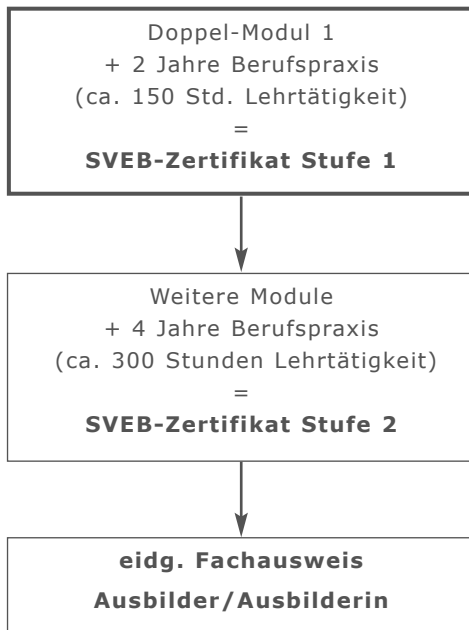 Doppel-Modul 1
+ 2 Jahre Berufspraxis
(ca. 150 Std. Lehrtätigkeit)
=
SVEB-Zertifikat Stufe 1
Weitere Module
+ 4 Jahre Berufspraxis
(ca. 300 Stunden Lehrtätigkeit)
=
SVEB-Zertifikat Stufe 2
eidg. Fachausweis
Ausbilder/Ausbilderin